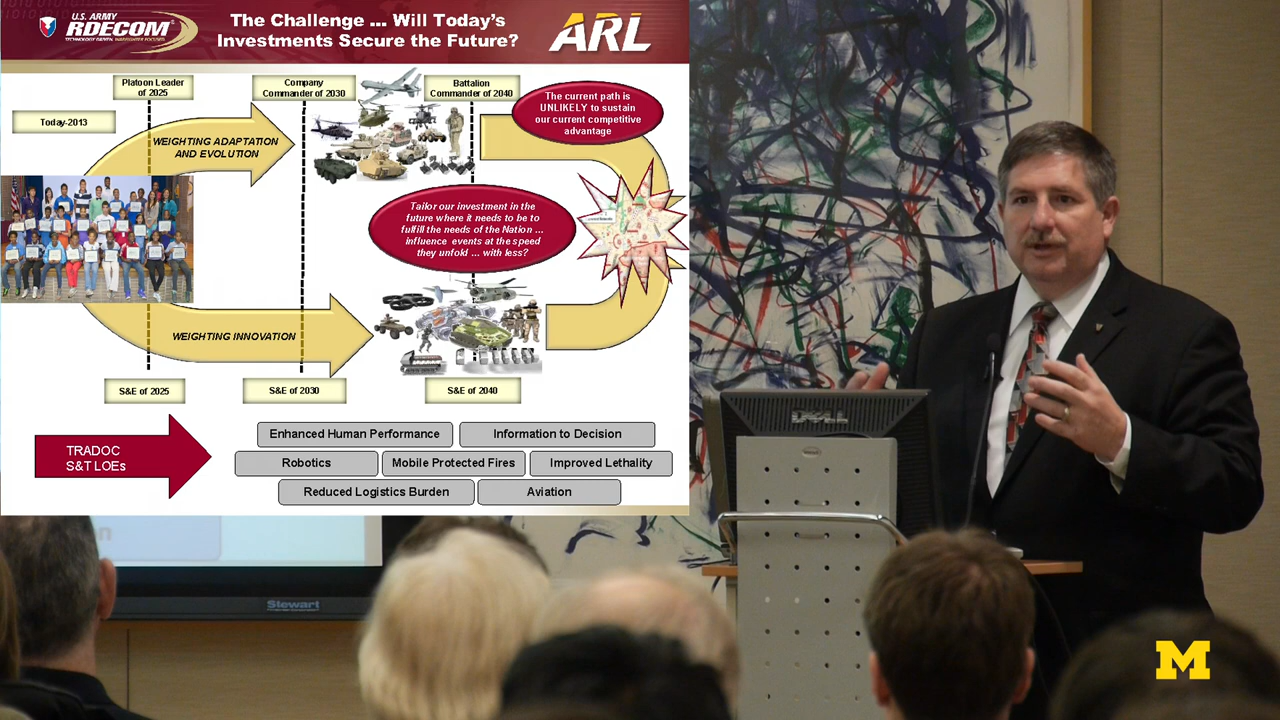 U.S. ARMY
RDECOM
TECHNOLOGY DRIVEN. WARFIGHTER FOCUSED.
The Challenge ... Will Today's
Investments Secure the Future?
ARL
Platoon Leader
of 2025
Company
Commander of 2030
Battalion
Commander of 2040
Today-2013
The current path is
UNLIKELY to sustain
our current competitive
advantage
WEIGHTING ADAPTATION
AND EVOLUTION
Tailor our investment in the
future where it needs to be to
fulfill the needs of the Nation ...
influence events at the speed
they unfold ... with less?
WEIGHTING INNOVATION
S&E of 2025
S&E of 2030
S&E of 2040
TRADOC
S&T LOEs
Enhanced Human Performance
Information to Decision
Robotics
Mobile Protected Fires
Improved Lethality
Reduced Logistics Burden
Aviation
DELL
n
Stewart
M